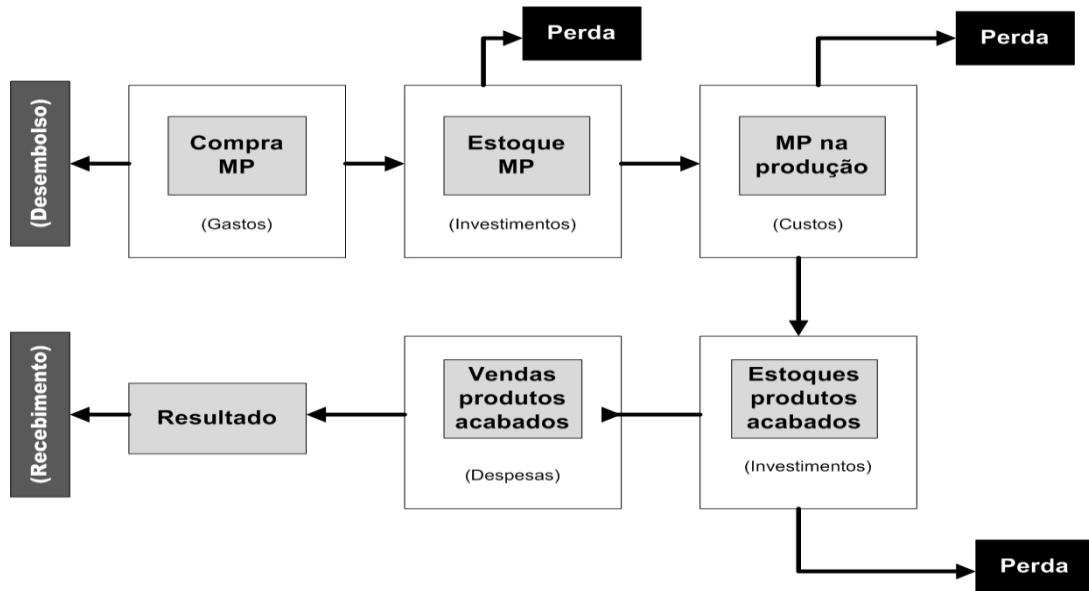 Perda
Perda
(Desembolso)
Compra
MP
(Gastos)
Estoque
MP
(Investimentos)
MP na
produção
(Custos)
(Recebimento)
Resultado
Vendas
produtos
acabados
(Despesas)
Estoques
produtos
acabados
(Investimentos)
Perda